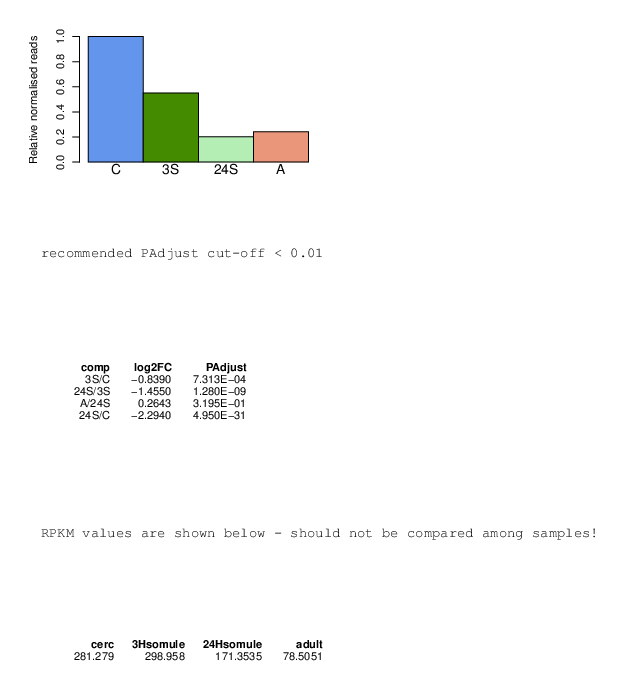 Relative normalised reads
1.0
0.8
0.6
0.4
0.2
0.0
C 3S 24S A
recommended PAdjust cut-off < 0.01
comp log2FC PAdjust
3S/C −0.8390 7.313E−04
24S/3S −1.4550 1.280E−09
A/24S 0.2643 3.195E−01
24S/C −2.2940 4.950E−31
RPKM values are shown below - should not be compared among samples!
cerc 3Hsomule 24Hsomule adult
281.279 298.958 171.3535 78.5051